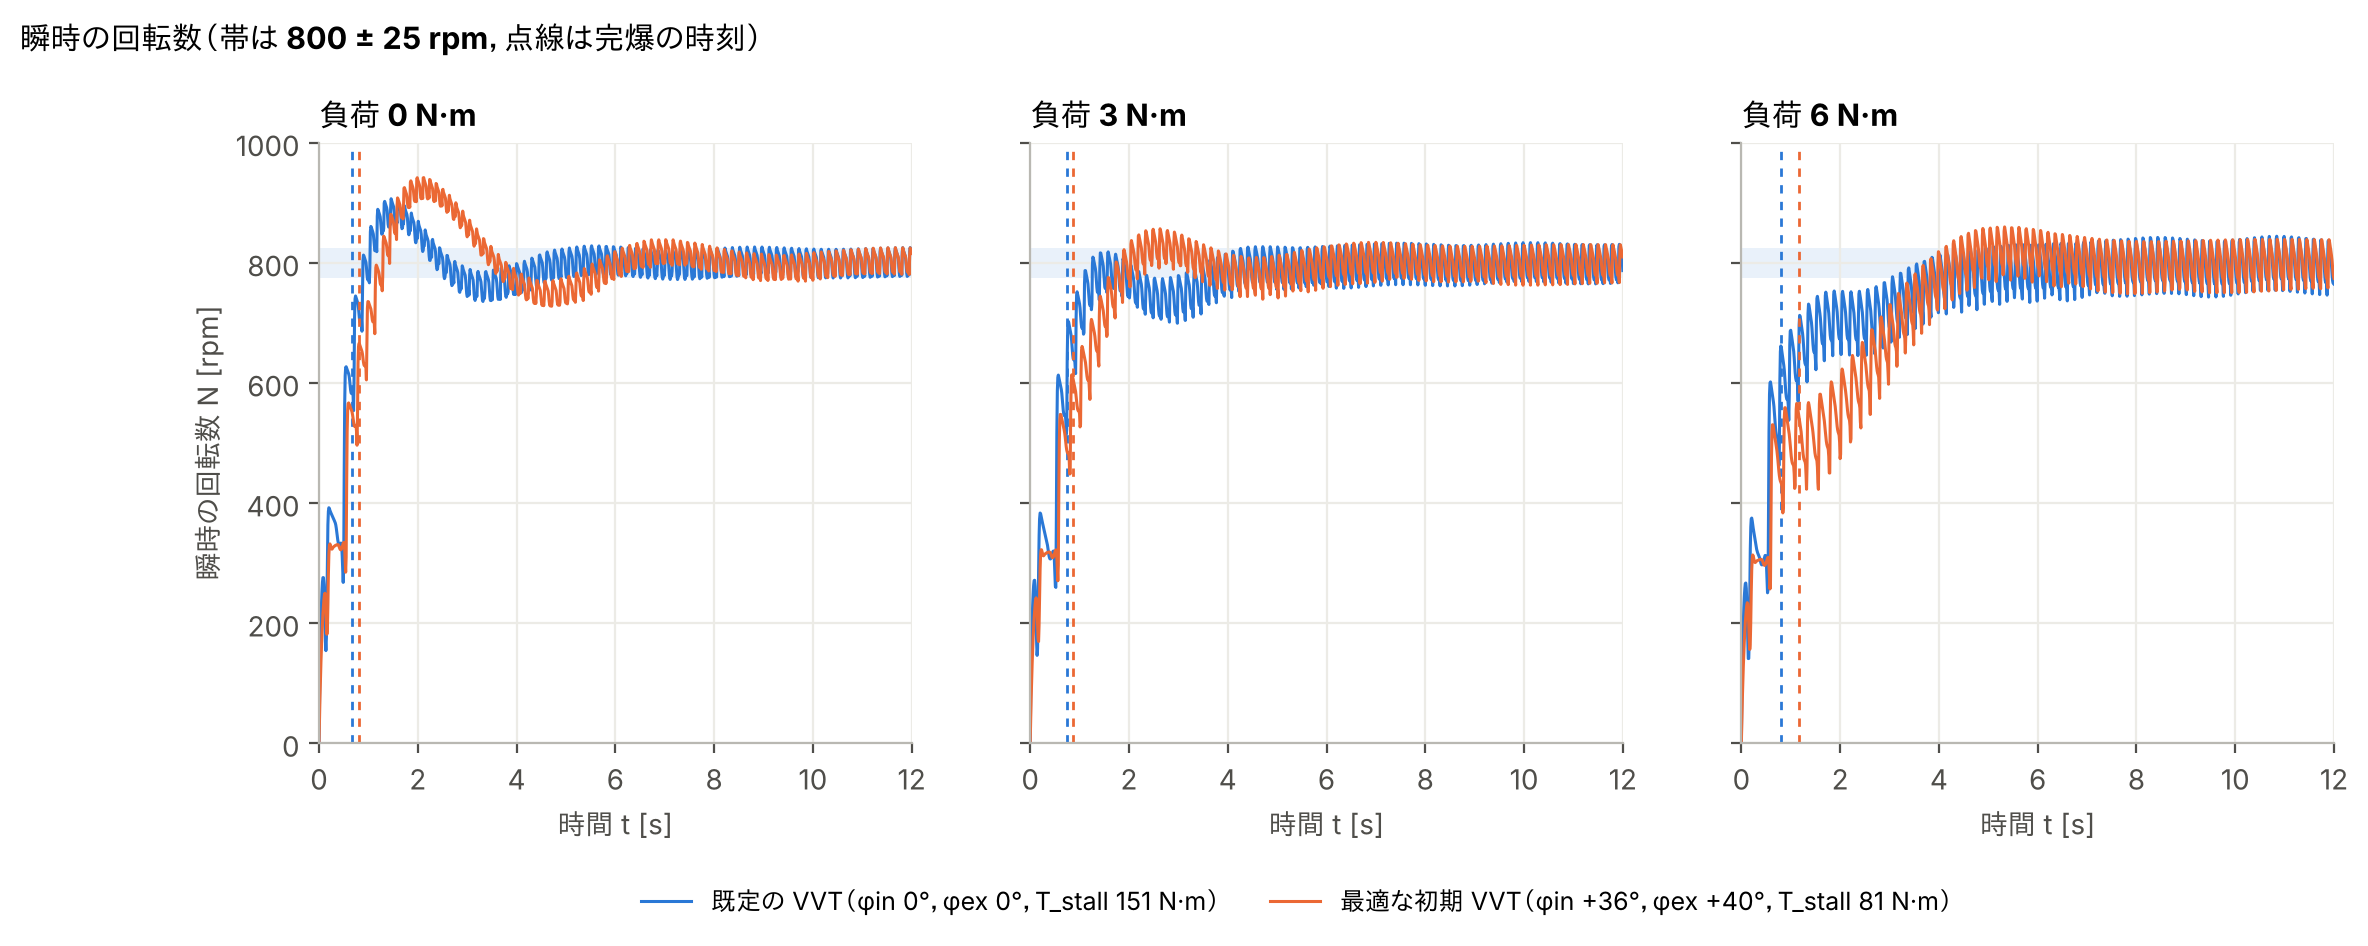 瞬時の回転数（帯は 800 ± 25 rpm, 点線は完爆の時刻）
負荷 0 N·m
負荷 3 N·m
負荷 6 N·m
1000
800
600
400
200
0
瞬時の回転数 N [rpm]
0 2 4 6 8 10 12
0 2 4 6 8 10 12
0 2 4 6 8 10 12
時間 t [s]
時間 t [s]
時間 t [s]
既定の VVT（φin 0°, φex 0°, T_stall 151 N·m）
最適な初期 VVT（φin +36°, φex +40°, T_stall 81 N·m）